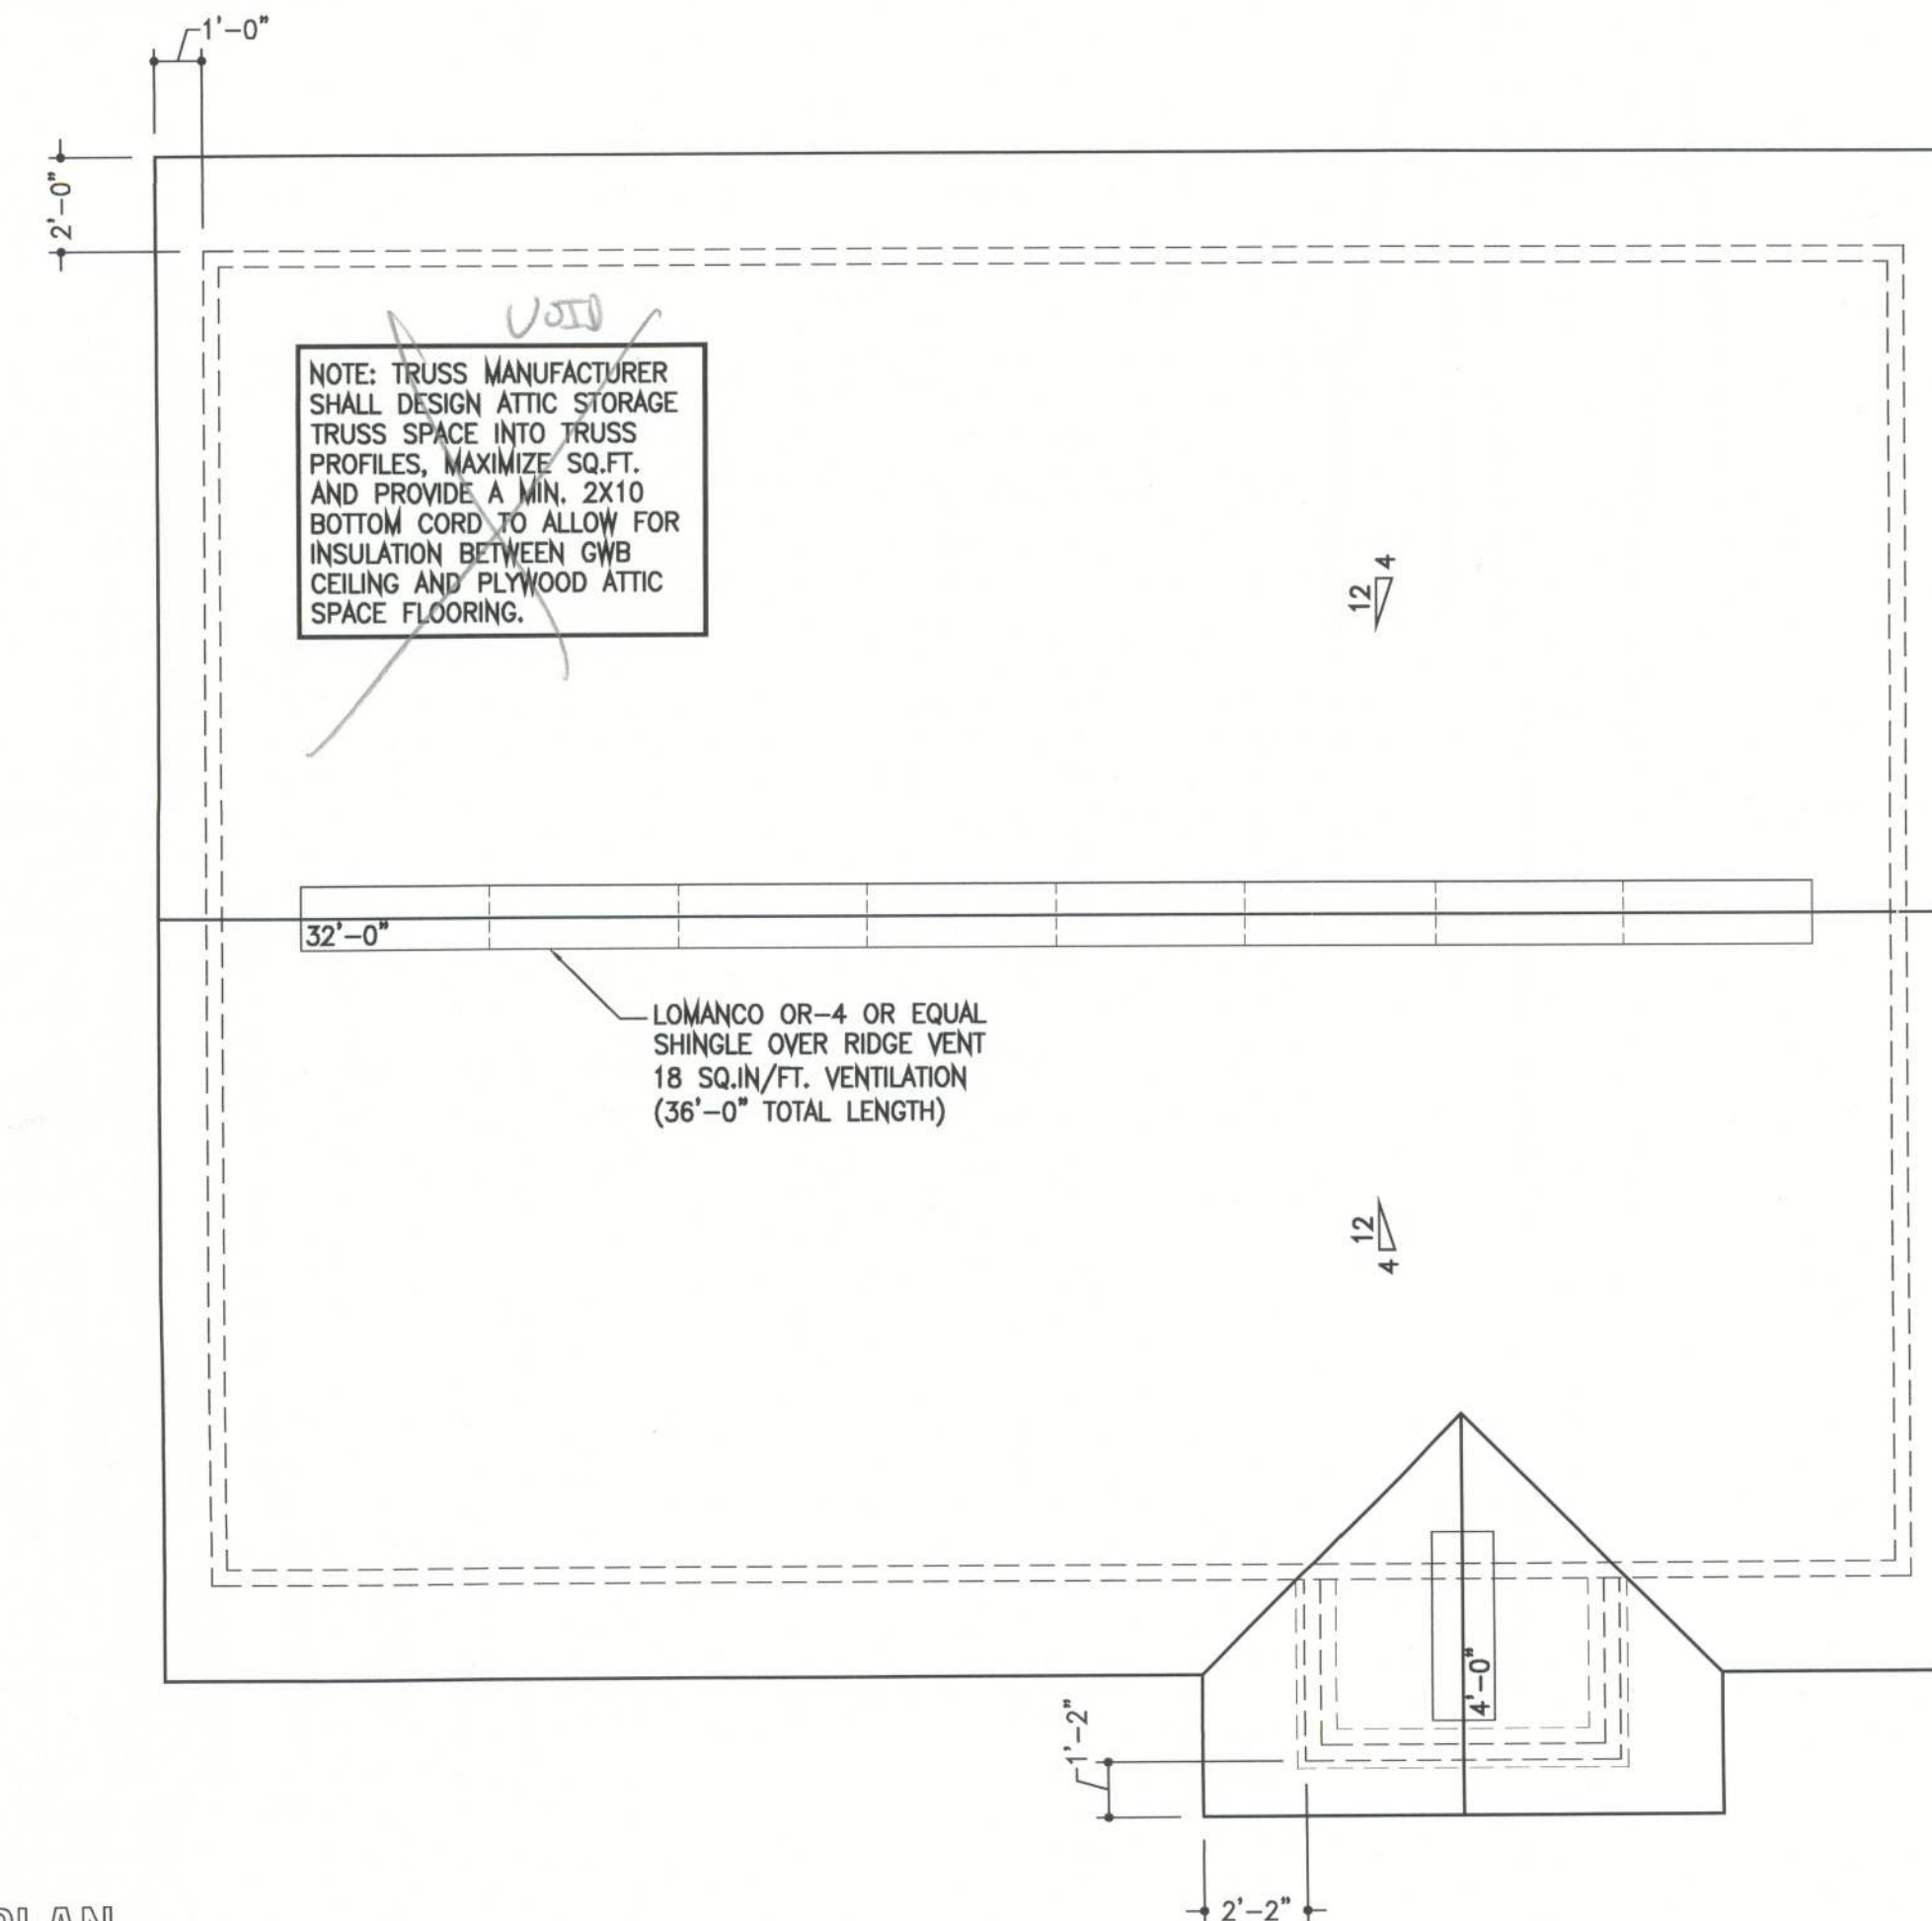 1'-0"
2'-0"
VOID
NOTE: TRUSS MANUFACTURER
SHALL DESIGN ATTIC STORAGE
TRUSS SPACE INTO TRUSS
PROFILES, MAXIMIZE SQ.FT.
AND PROVIDE A MIN. 2X10
BOTTOM CORD TO ALLOW FOR
INSULATION BETWEEN GWB
CEILING AND PLYWOOD ATTIC
SPACE FLOORING.
12 4
32'-0"
LOMANCO OR-4 OR EQUAL
SHINGLE OVER RIDGE VENT
18 SQ.IN/FT. VENTILATION
(36'-0" TOTAL LENGTH)
12
4
4'-0"
1'-2"
2'-2"
PLAN